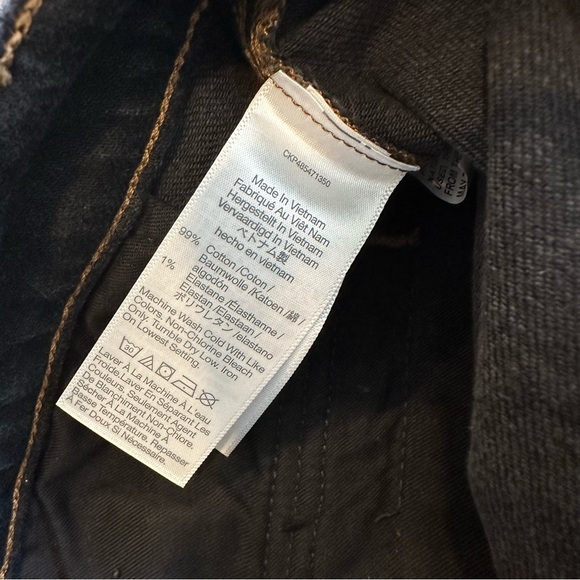 CKP485471350
Made In Vietnam
Fabriqué Au Viêt Nam
Hergestellt In Vietnam
Vervaardigd In Vietnam
ベトナム製
hecho en vietnam
99% Cotton /Coton /
Baumwolle /Katoen /綿 /
algodón
1% Elastane /Élasthanne /
Elastan /Elastaan /
ポリウレタン /elastano
Machine Wash Cold With Like
Colors. Non-Chlorine Bleach
Only. Tumble Dry Low. Iron
On Lowest Setting.
30
Laver À La Machine À L'eau
Froids Laver En Séparant Les
Couleurs. Seulement Agent
De Blanchiment Non-Chlore.
Sécher À La Machine À
Basse Température. Repasser
À Fer Doux Si Nécessaire.